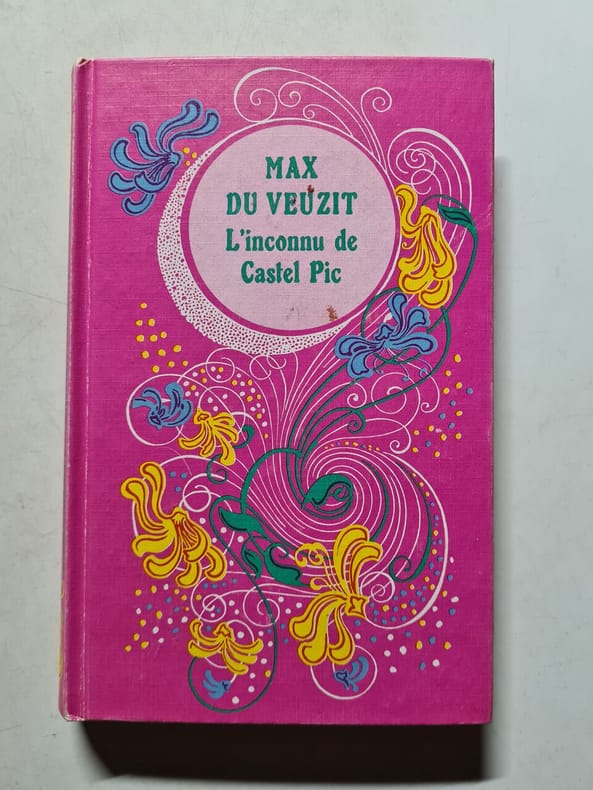 MAX
DU VEUZIT
L'inconnu de
Castel Pic